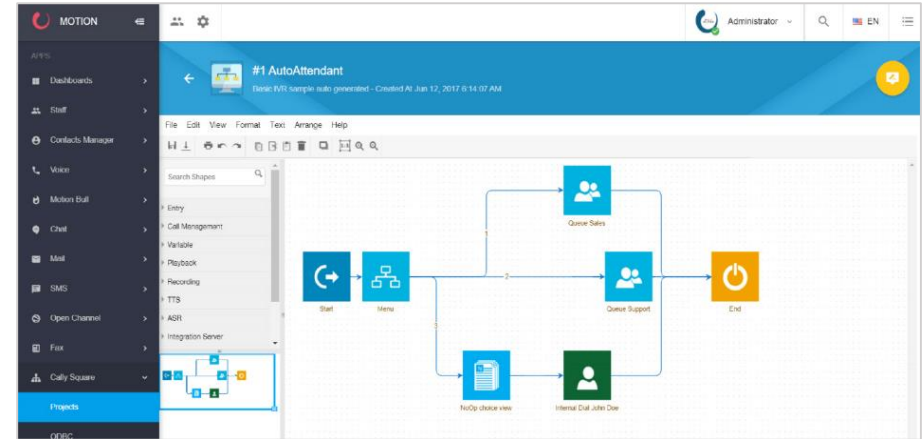 MOTION
Administrator
EN
APPS
Dashboards
Staff
Contacts Manager
Voice
Motion Bull
Chat
Mail
SMS
Open Channel
Fax
Cally Square
Projects
ODBC
#1 AutoAttendant
Basic IVR sample auto generated - Created At Jun 12, 2017 6:14:07 AM
File Edit View Format Text Arrange Help
Search Shapes
Entry
Call Management
Variable
Playback
Recording
TTS
ASR
Integration Server
Queue Sales
1
2
Start
Menu
Queue Support
End
3
NoOp choice view
Internal Dial John Doe